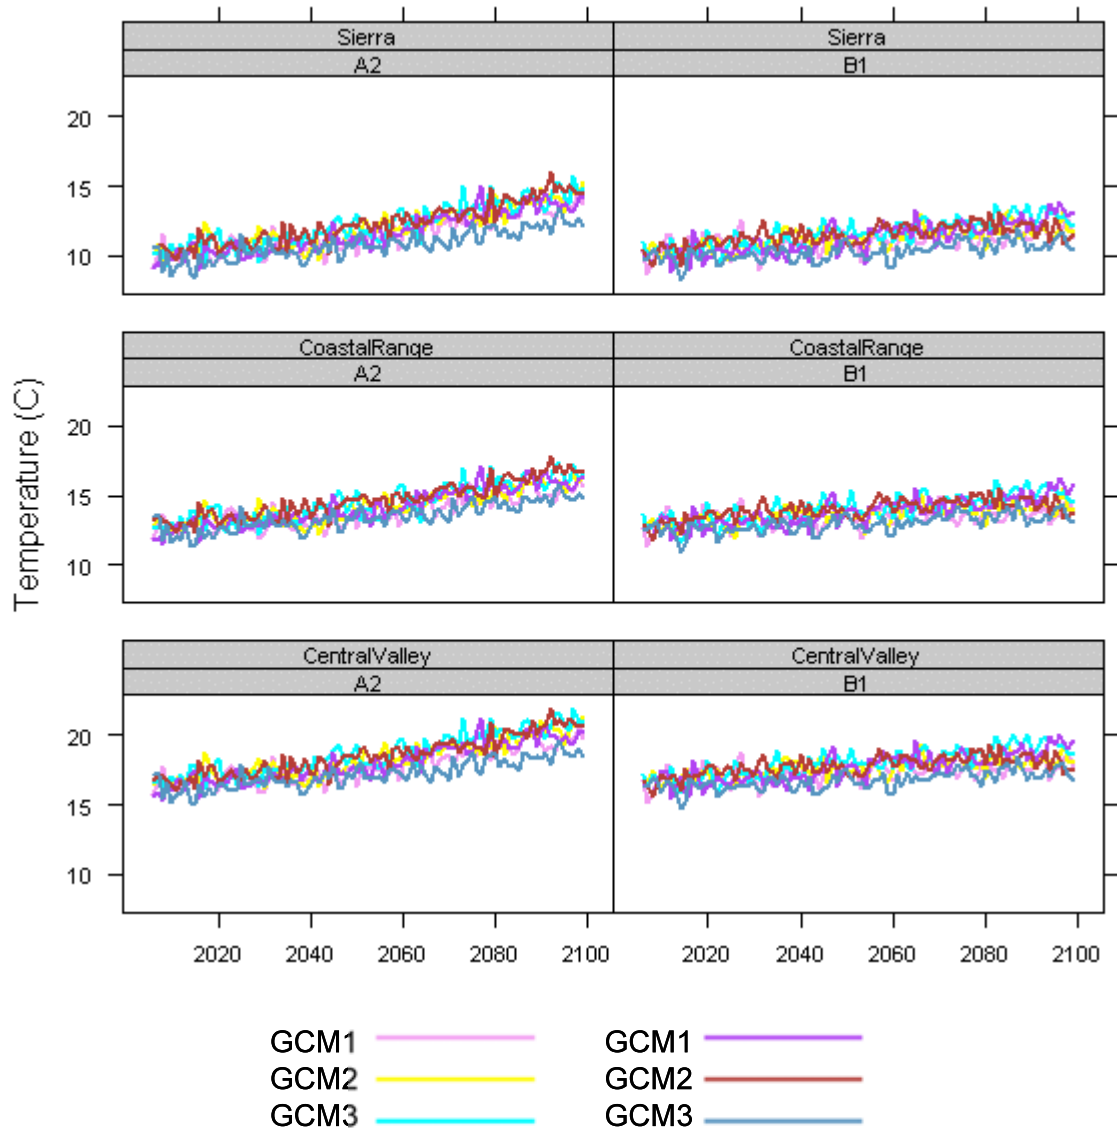 Sierra Sierra
A2 B1
20
15
10
CoastalRange CoastalRange
A2 B1
20
15
10
Temperature (C)
CentralValley CentralValley
A2 B1
20
15
10
2020 2040 2060 2080 2100 2020 2040 2060 2080 2100
GCM1 GCM1
GCM2 GCM2
GCM3 GCM3